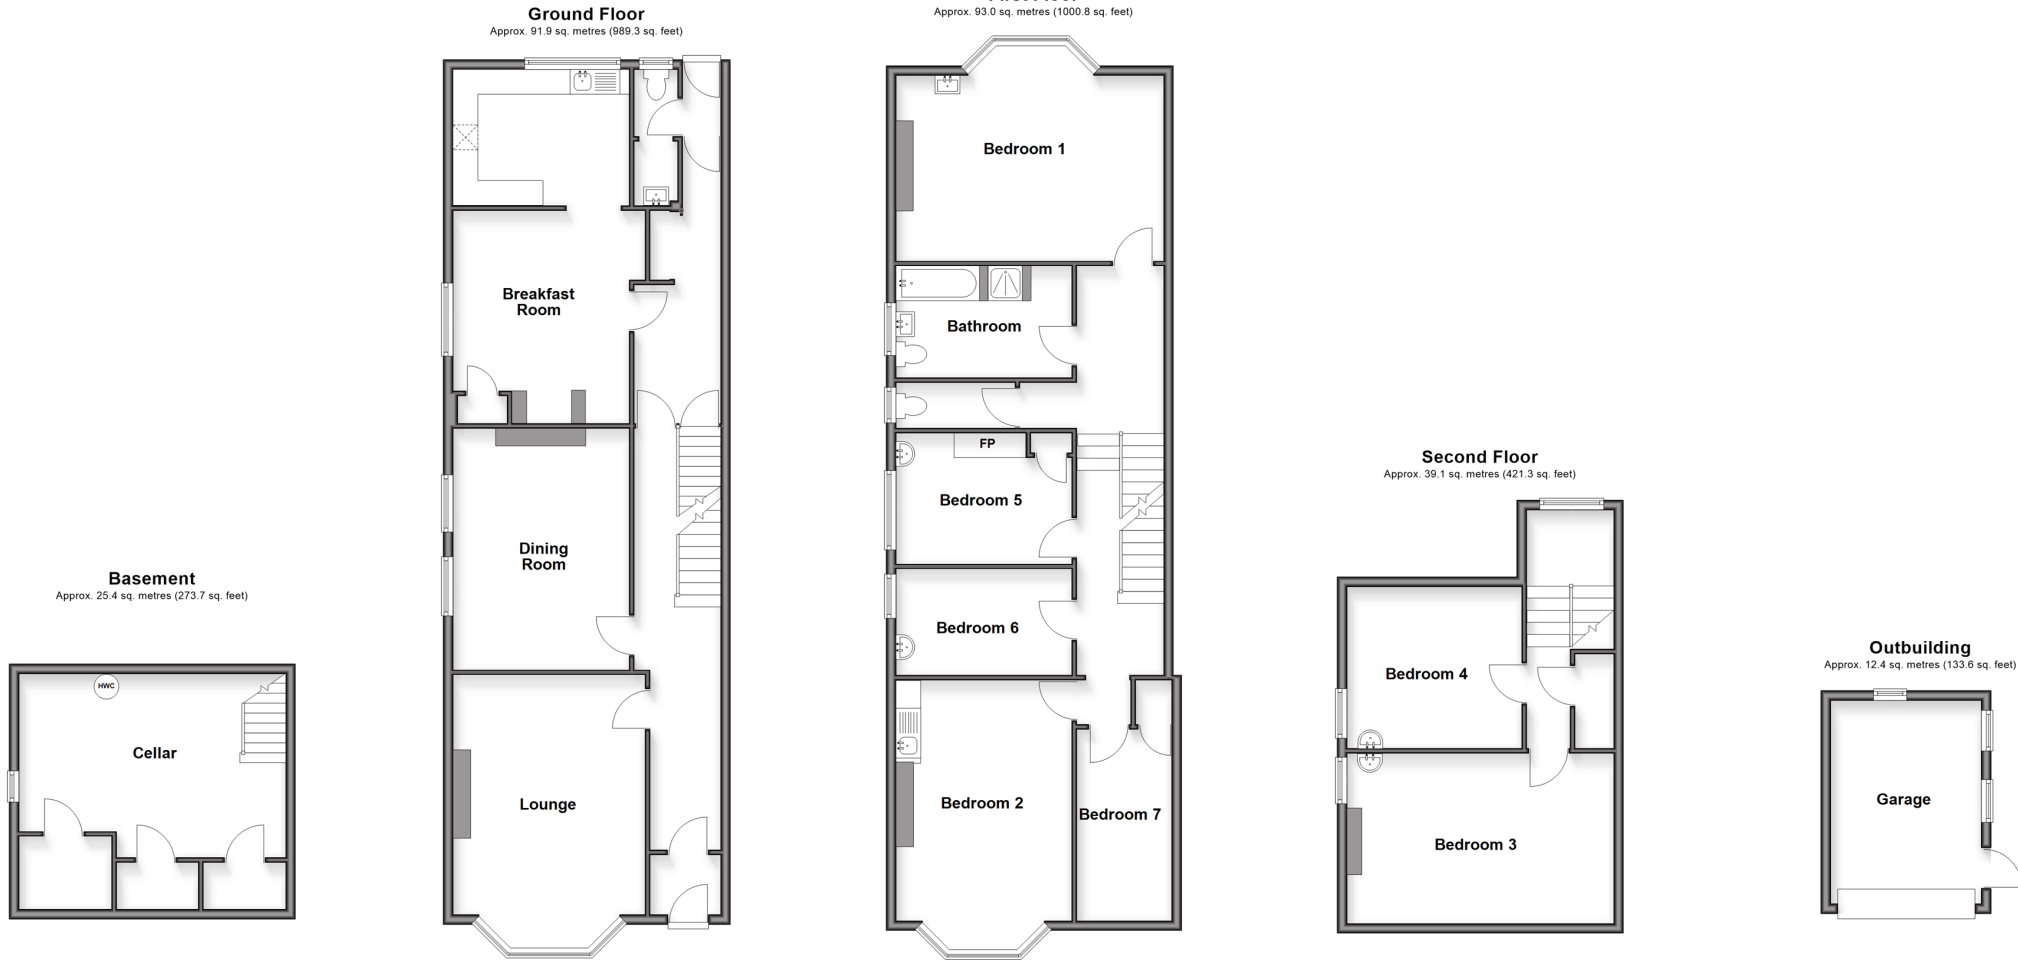 Ground Floor
Approx. 91.9 sq. metres (989.3 sq. feet)
Breakfast
Room
Dining
Room
Lounge
Approx. 93.0 sq. metres (1000.8 sq. feet)
Bedroom 1
Bathroom
FP
Bedroom 5
Bedroom 6
Bedroom 2
Bedroom 7
Basement
Approx. 25.4 sq. metres (273.7 sq. feet)
HWC
Cellar
Second Floor
Approx. 39.1 sq. metres (421.3 sq. feet)
Bedroom 4
Bedroom 3
Outbuilding
Approx. 12.4 sq. metres (133.6 sq. feet)
Garage